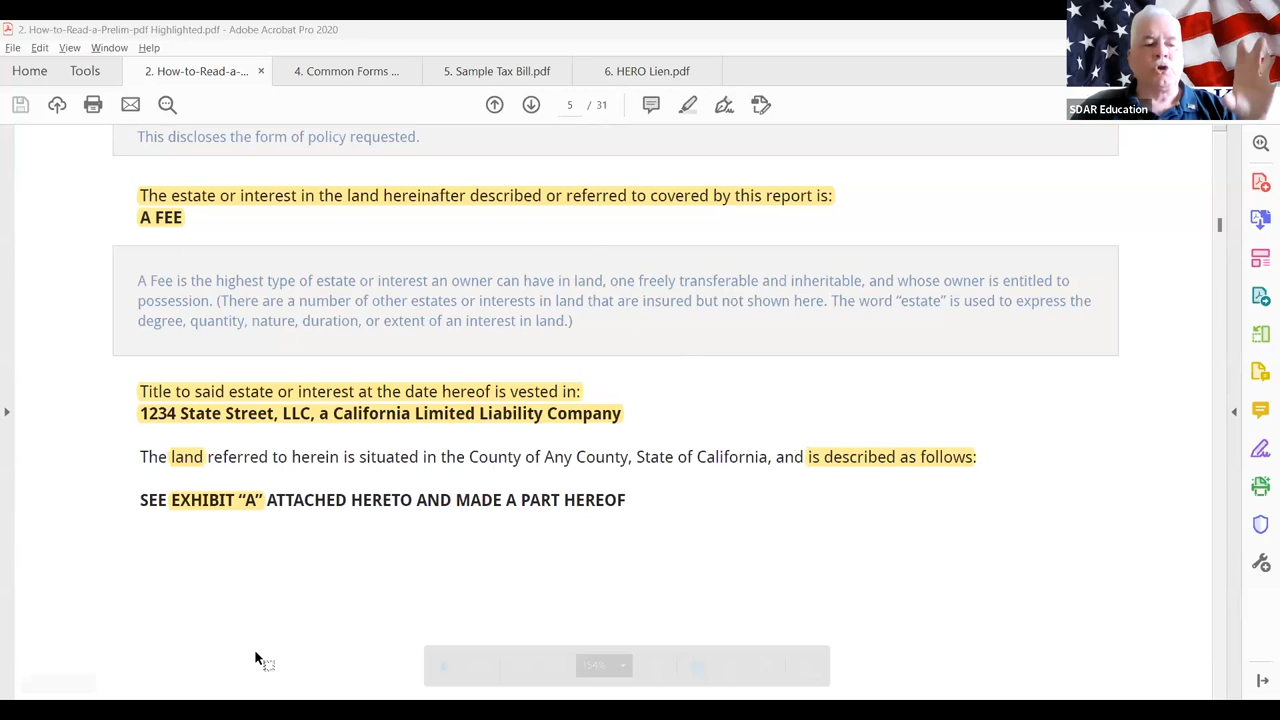 2. How-to-Read-a-Prelim-pdf Highlighted.pdf - Adobe Acrobat Pro 2020
File Edit View Window Help
Home Tools 2. How-to-Read-a-... × 4. Common Forms ... 5. Sample Tax Bill.pdf 6. HERO Lien.pdf
5 / 31
SDAR Education
This discloses the form of policy requested.
The estate or interest in the land hereinafter described or referred to covered by this report is:
A FEE
A Fee is the highest type of estate or interest an owner can have in land, one freely transferable and inheritable, and whose owner is entitled to
possession. (There are a number of other estates or interests in land that are insured but not shown here. The word “estate” is used to express the
degree, quantity, nature, duration, or extent of an interest in land.)
Title to said estate or interest at the date hereof is vested in:
1234 State Street, LLC, a California Limited Liability Company
The land referred to herein is situated in the County of Any County, State of California, and is described as follows:
SEE EXHIBIT “A” ATTACHED HERETO AND MADE A PART HEREOF
154%